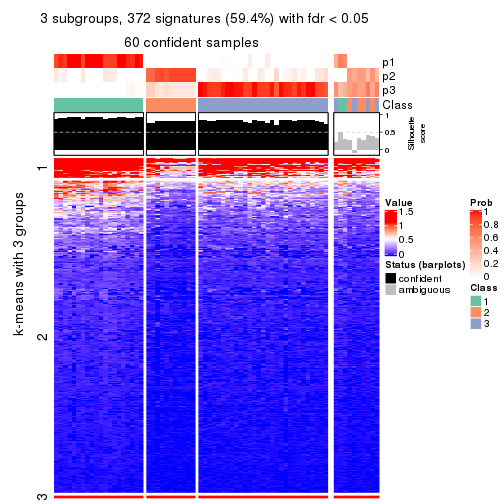 3 subgroups, 372 signatures (59.4%) with fdr < 0.05
60 confident samples
p1
p2
p3
Class
1
0.5
0
Silhouette
score
k-means with 3 groups
1
2
3
Value
1.5
1
0.5
0
Status (barplots)
confident
ambiguous
Prob
1
0.8
0.6
0.4
0.2
0
Class
1
2
3